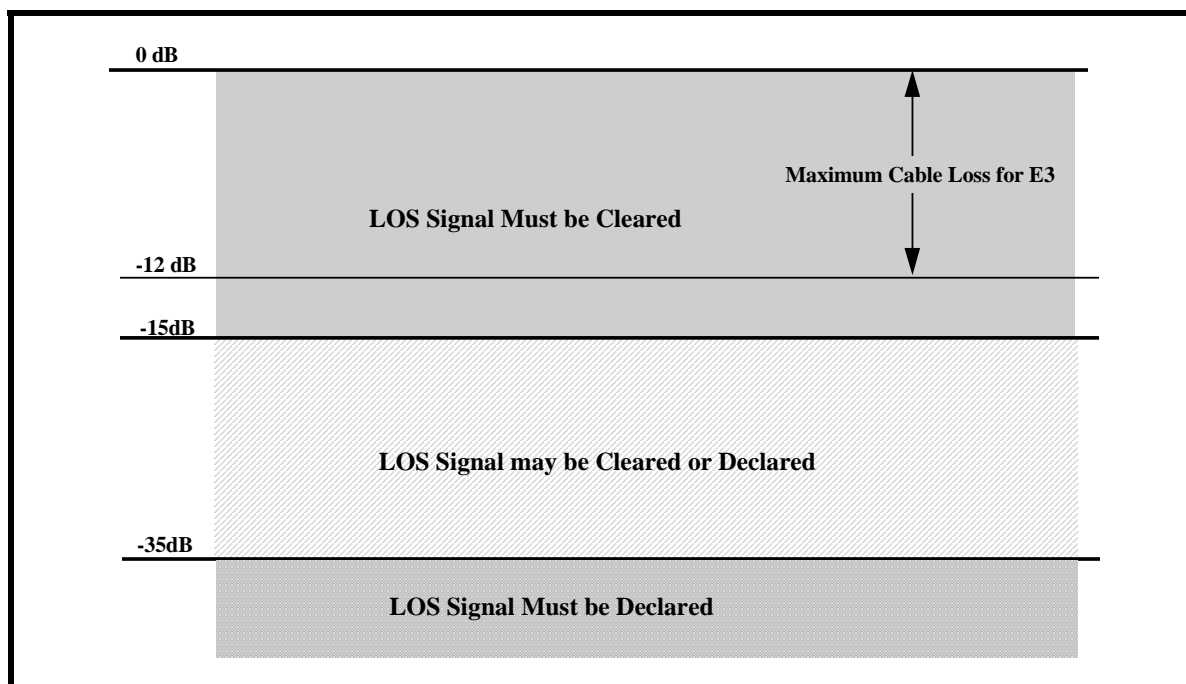 0 dB
Maximum Cable Loss for E3
LOS Signal Must be Cleared
-12 dB
-15dB
LOS Signal may be Cleared or Declared
-35dB
LOS Signal Must be Declared